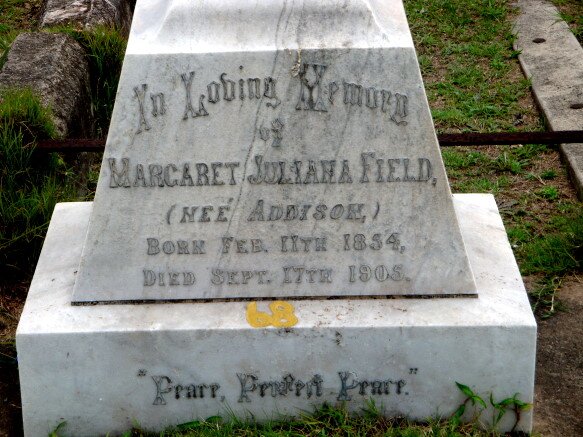 In Loving Memory
of
MARGARET JULIANA FIELD,
(NEÉ ADDISON,)
BORN FEB. 11TH 1834,
DIED SEPT. 17TH 1905.
68
"Peace, Perfect Peace."